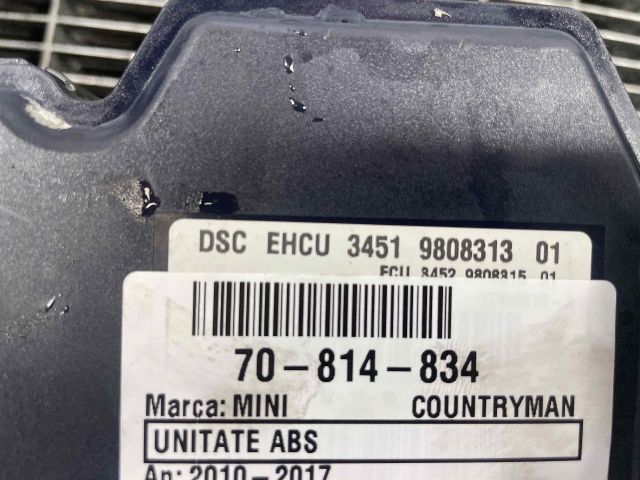 DSC EHCU 3451 9808313 01
ECU 3452 9808315 01
70-814-834
Marca: MINI COUNTRYMAN
UNITATE ABS
An: 2010-2017